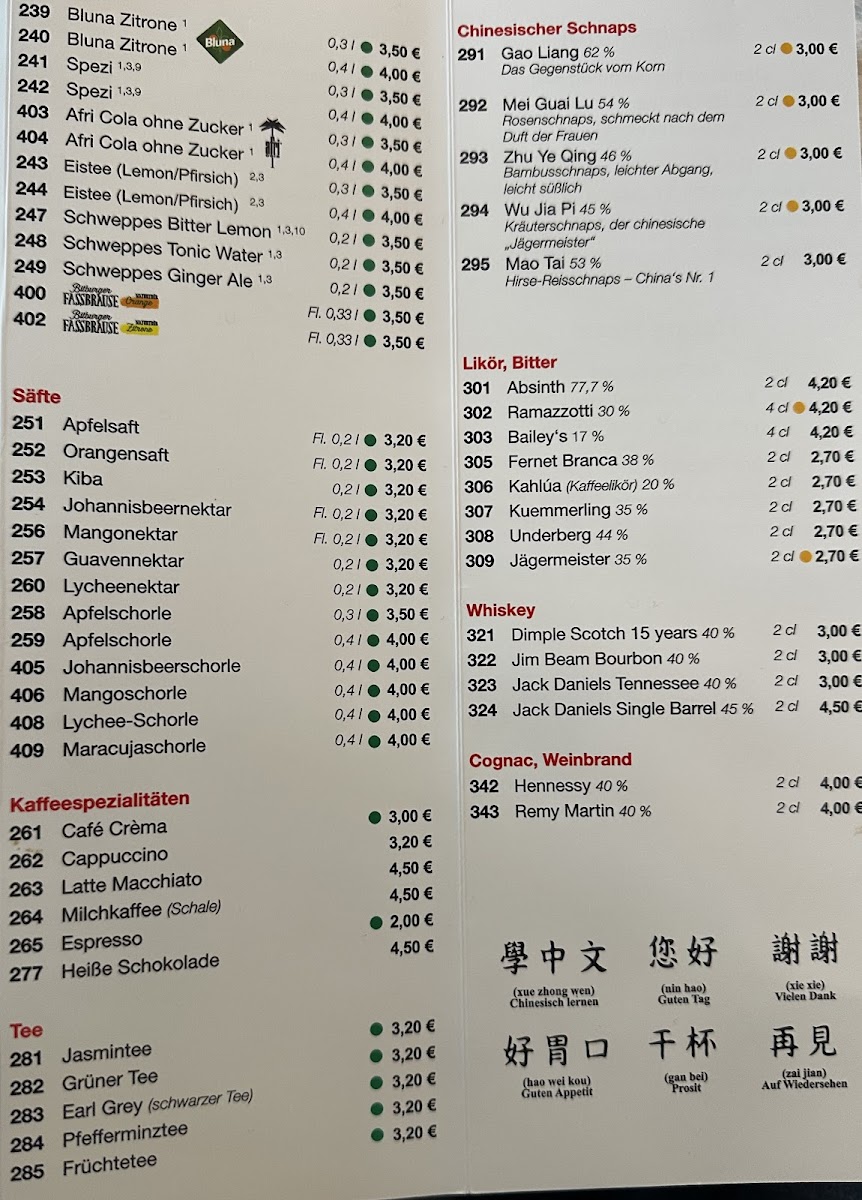 239 Bluna Zitrone ¹ 0,3 l 3,50 €
Bluna
240 Bluna Zitrone ¹ 0,4 l 4,00 €
241 Spezi 1,3,9 0,3 l 3,50 €
242 Spezi 1,3,9 0,4 l 4,00 €
403 Afri Cola ohne Zucker ¹ 0,3 l 3,50 €
404 Afri Cola ohne Zucker ¹ 0,4 l 4,00 €
243 Eistee (Lemon/Pfirsich) 2,3 0,3 l 3,50 €
244 Eistee (Lemon/Pfirsich) 2,3 0,4 l 4,00 €
247 Schweppes Bitter Lemon 1,3,10 0,2 l 3,50 €
248 Schweppes Tonic Water 1,3 0,2 l 3,50 €
249 Schweppes Ginger Ale 1,3 0,2 l 3,50 €
400 Bitburger FASSBRAUSE Orange Fl. 0,33 l 3,50 €
402 Bitburger FASSBRAUSE Zitrone Fl. 0,33 l 3,50 €
Säfte
251 Apfelsaft Fl. 0,2 l 3,20 €
252 Orangensaft Fl. 0,2 l 3,20 €
253 Kiba 0,2 l 3,20 €
254 Johannisbeernektar Fl. 0,2 l 3,20 €
256 Mangonektar Fl. 0,2 l 3,20 €
257 Guavennektar 0,2 l 3,20 €
260 Lycheenektar 0,2 l 3,20 €
258 Apfelschorle 0,3 l 3,50 €
259 Apfelschorle 0,4 l 4,00 €
405 Johannisbeerschorle 0,4 l 4,00 €
406 Mangoschorle 0,4 l 4,00 €
408 Lychee-Schorle 0,4 l 4,00 €
409 Maracujaschorle 0,4 l 4,00 €
Kaffeespezialitäten
261 Café Crèma 3,00 €
262 Cappuccino 3,20 €
263 Latte Macchiato 4,50 €
264 Milchkaffee (Schale) 4,50 €
265 Espresso 2,00 €
277 Heiße Schokolade 4,50 €
Tee
281 Jasmintee 3,20 €
282 Grüner Tee 3,20 €
283 Earl Grey (schwarzer Tee) 3,20 €
284 Pfefferminztee 3,20 €
285 Früchtetee 3,20 €
Chinesischer Schnaps
291 Gao Liang 62 % 2 cl 3,00 €
Das Gegenstück vom Korn
292 Mei Guai Lu 54 % 2 cl 3,00 €
Rosenschnaps, schmeckt nach dem
Duft der Frauen
293 Zhu Ye Qing 46 % 2 cl 3,00 €
Bambusschnaps, leichter Abgang,
leicht süßlich
294 Wu Jia Pi 45 % 2 cl 3,00 €
Kräuterschnaps, der chinesische
„Jägermeister“
295 Mao Tai 53 % 2 cl 3,00 €
Hirse-Reisschnaps – China‘s Nr. 1
Likör, Bitter
301 Absinth 77,7 % 2 cl 4,20 €
302 Ramazzotti 30 % 4 cl 4,20 €
303 Bailey‘s 17 % 4 cl 4,20 €
305 Fernet Branca 38 % 2 cl 2,70 €
306 Kahlúa (Kaffeelikör) 20 % 2 cl 2,70 €
307 Kuemmerling 35 % 2 cl 2,70 €
308 Underberg 44 % 2 cl 2,70 €
309 Jägermeister 35 % 2 cl 2,70 €
Whiskey
321 Dimple Scotch 15 years 40 % 2 cl 3,00 €
322 Jim Beam Bourbon 40 % 2 cl 3,00 €
323 Jack Daniels Tennessee 40 % 2 cl 3,00 €
324 Jack Daniels Single Barrel 45 % 2 cl 4,50 €
Cognac, Weinbrand
342 Hennessy 40 % 2 cl 4,00 €
343 Remy Martin 40 % 2 cl 4,00 €
學中文 您好 謝謝
(xue zhong wen) (nin hao) (xie xie)
Chinesisch lernen Guten Tag Vielen Dank
好胃口 干杯 再見
(hao wei kou) (gan bei) (zai jian)
Guten Appetit Prosit Auf Wiedersehen